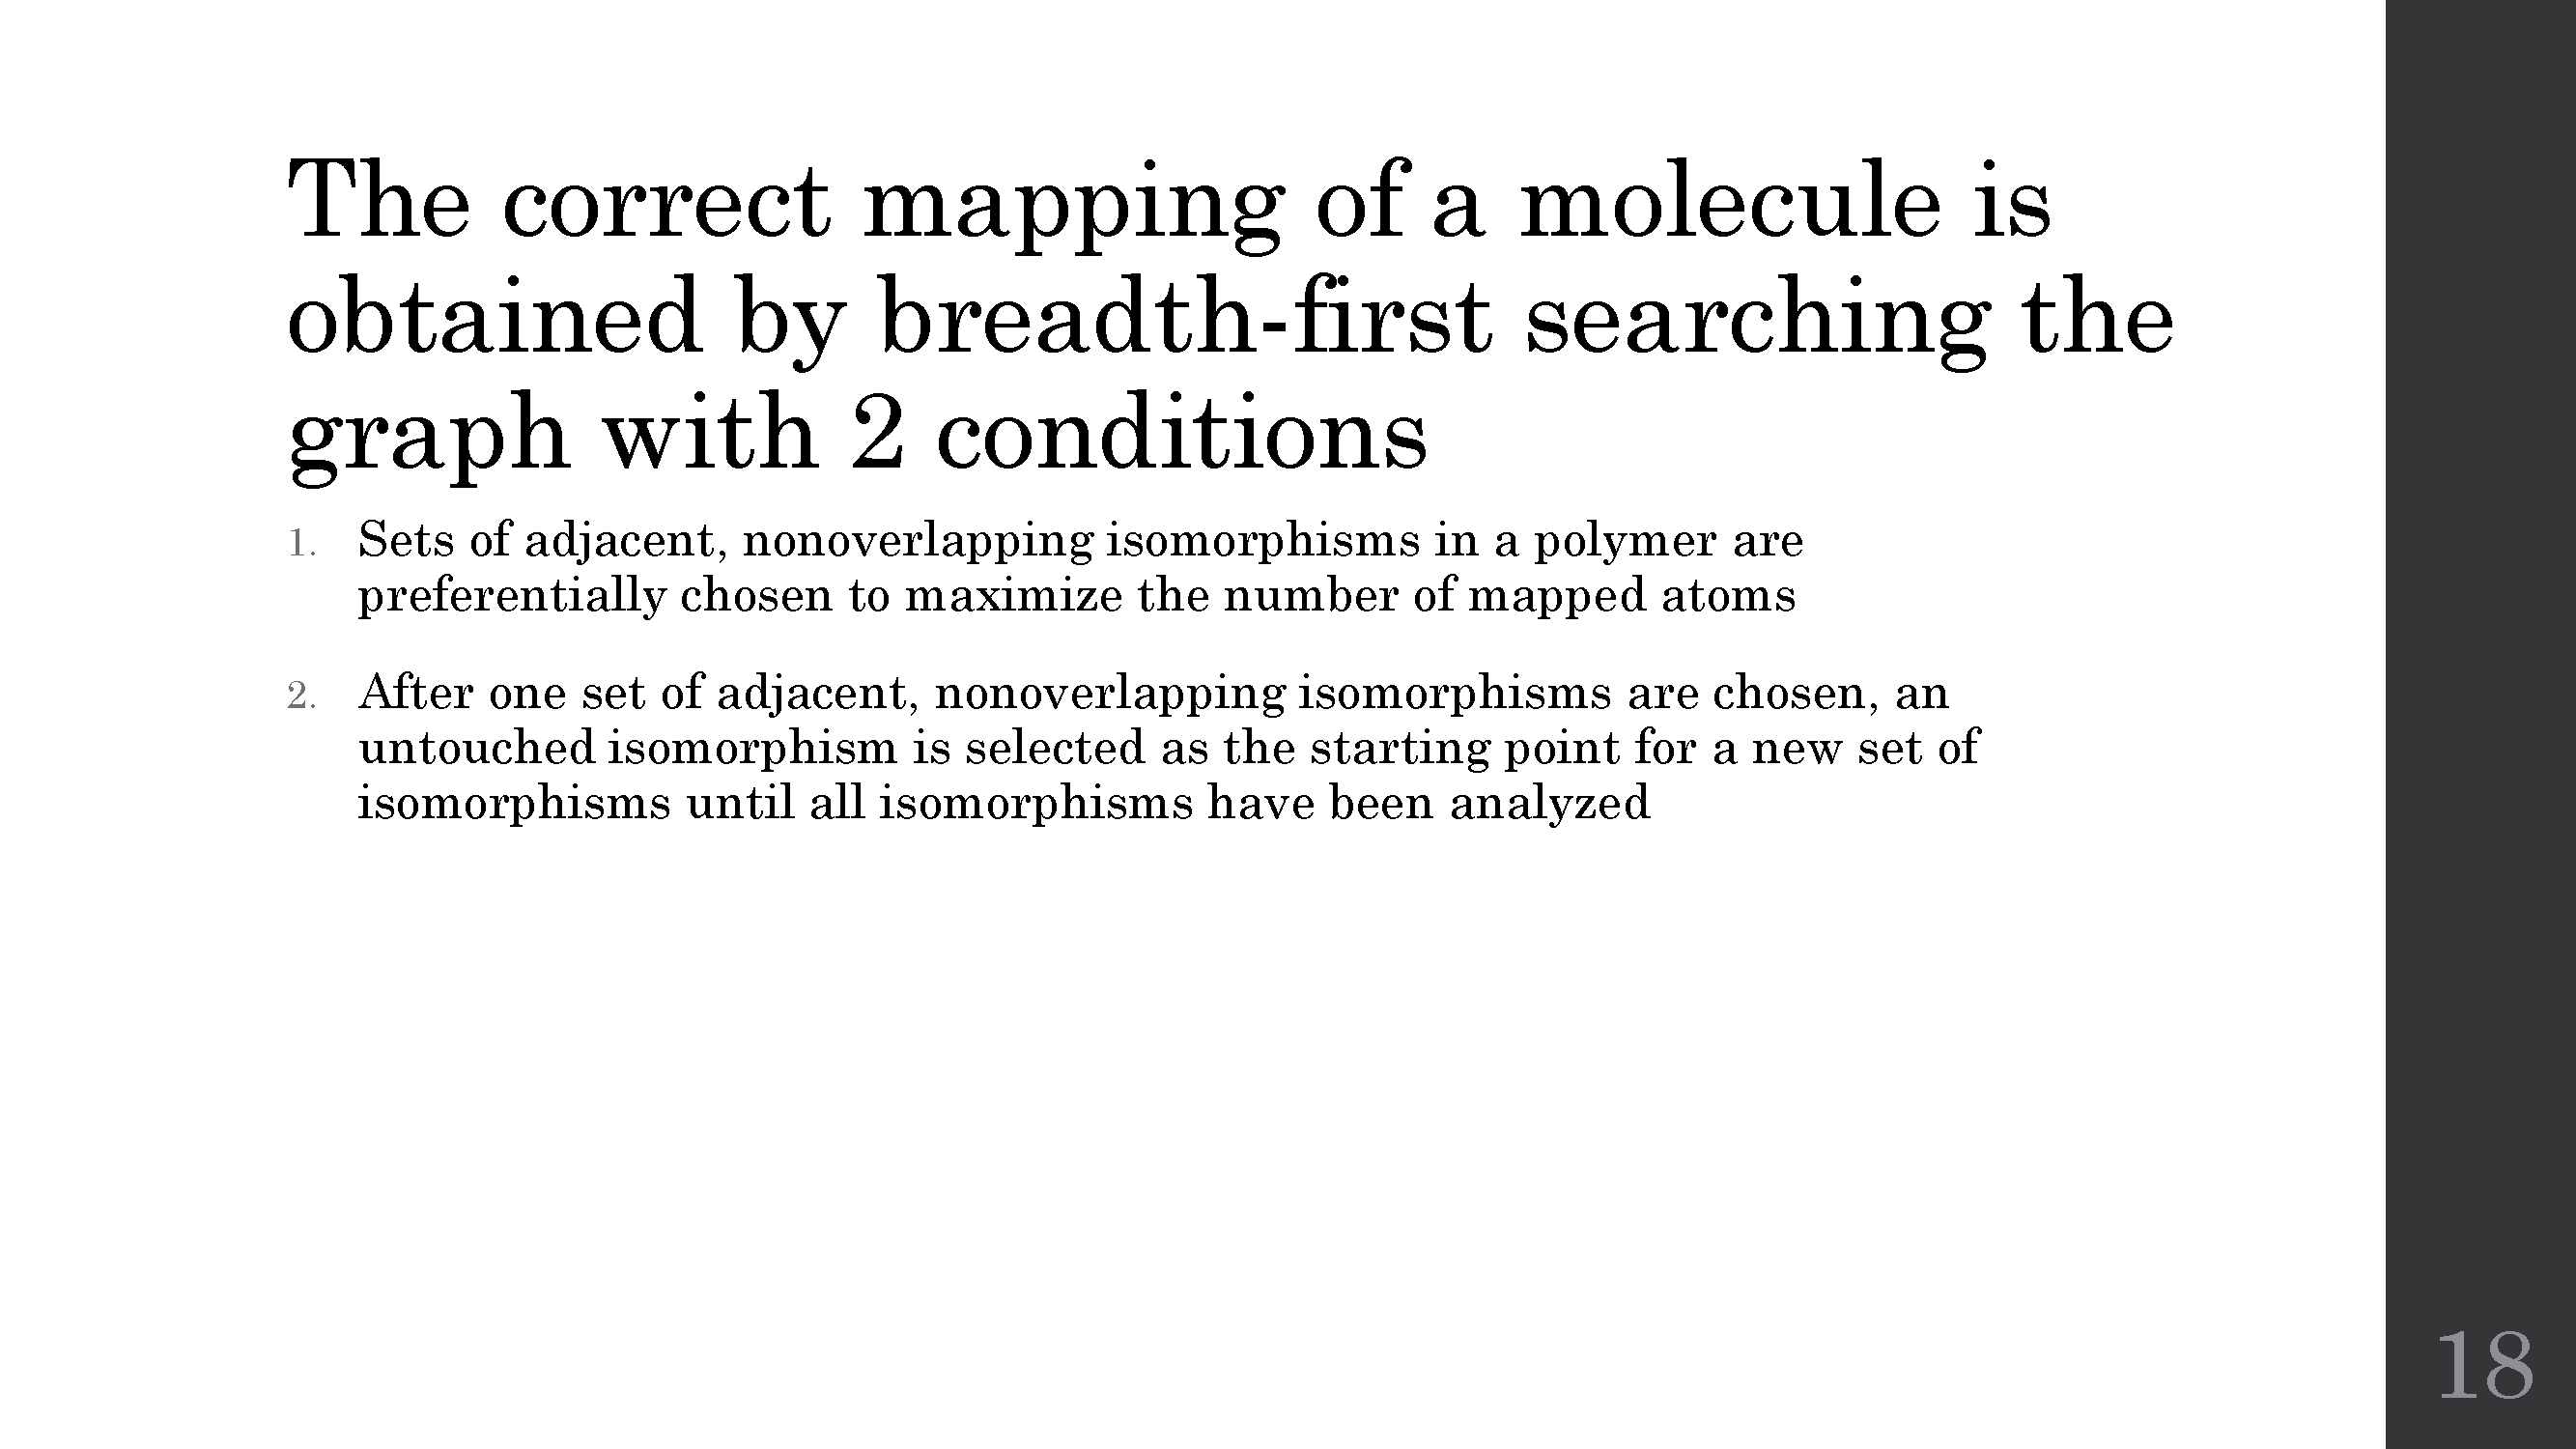 The correct mapping of a molecule is
obtained by breadth-first searching the
graph with 2 conditions
1. Sets of adjacent, nonoverlapping isomorphisms in a polymer are
preferentially chosen to maximize the number of mapped atoms
2. After one set of adjacent, nonoverlapping isomorphisms are chosen, an
untouched isomorphism is selected as the starting point for a new set of
isomorphisms until all isomorphisms have been analyzed
18